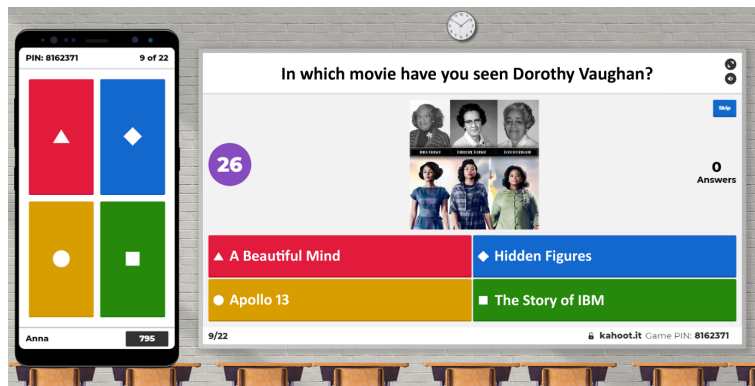 PIN: 8162371 9 of 22
Anna 795
In which movie have you seen Dorothy Vaughan?
Skip
26
0
Answers
A Beautiful Mind
Hidden Figures
Apollo 13
The Story of IBM
9/22
kahoot.it Game PIN: 8162371